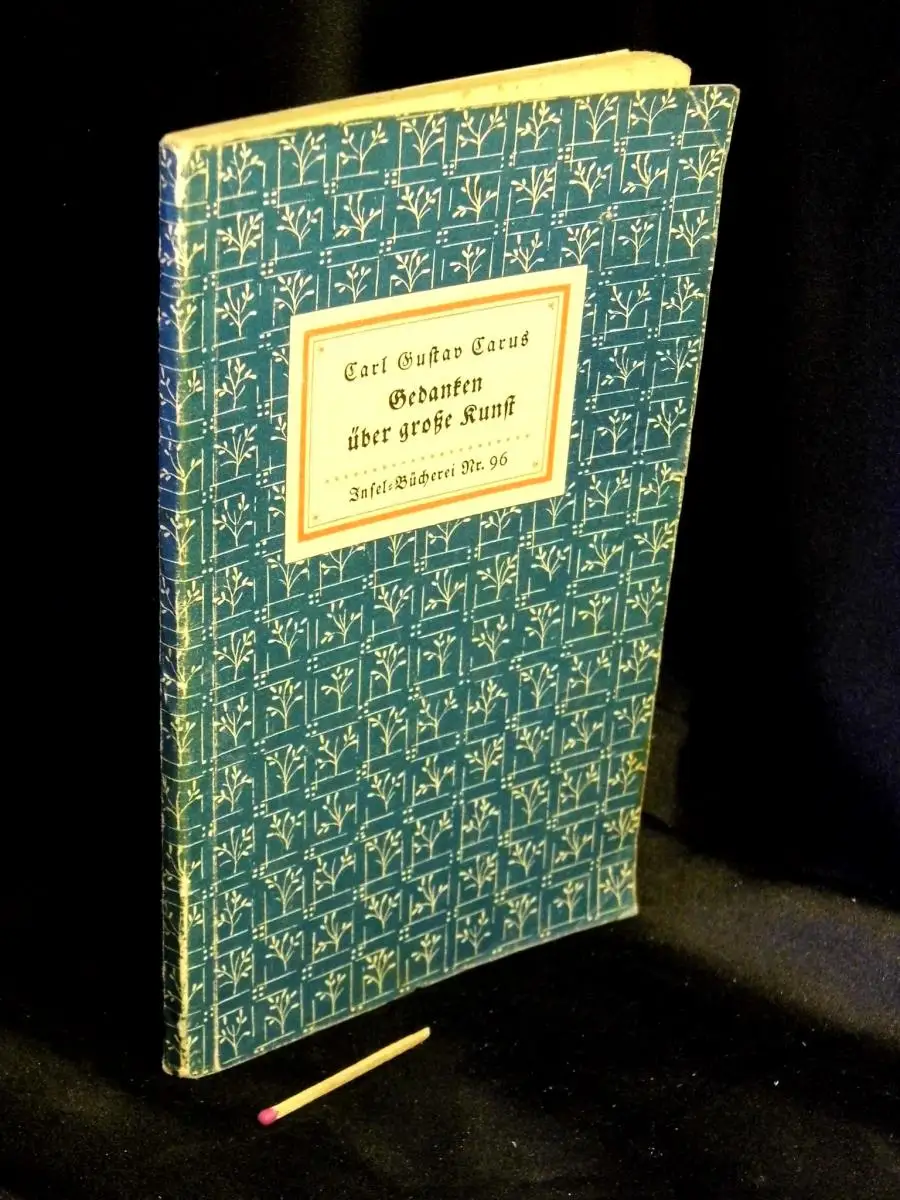 Carl Gustav Carus
Gedanken
über große Kunst
Insel-Bücherei Nr. 96